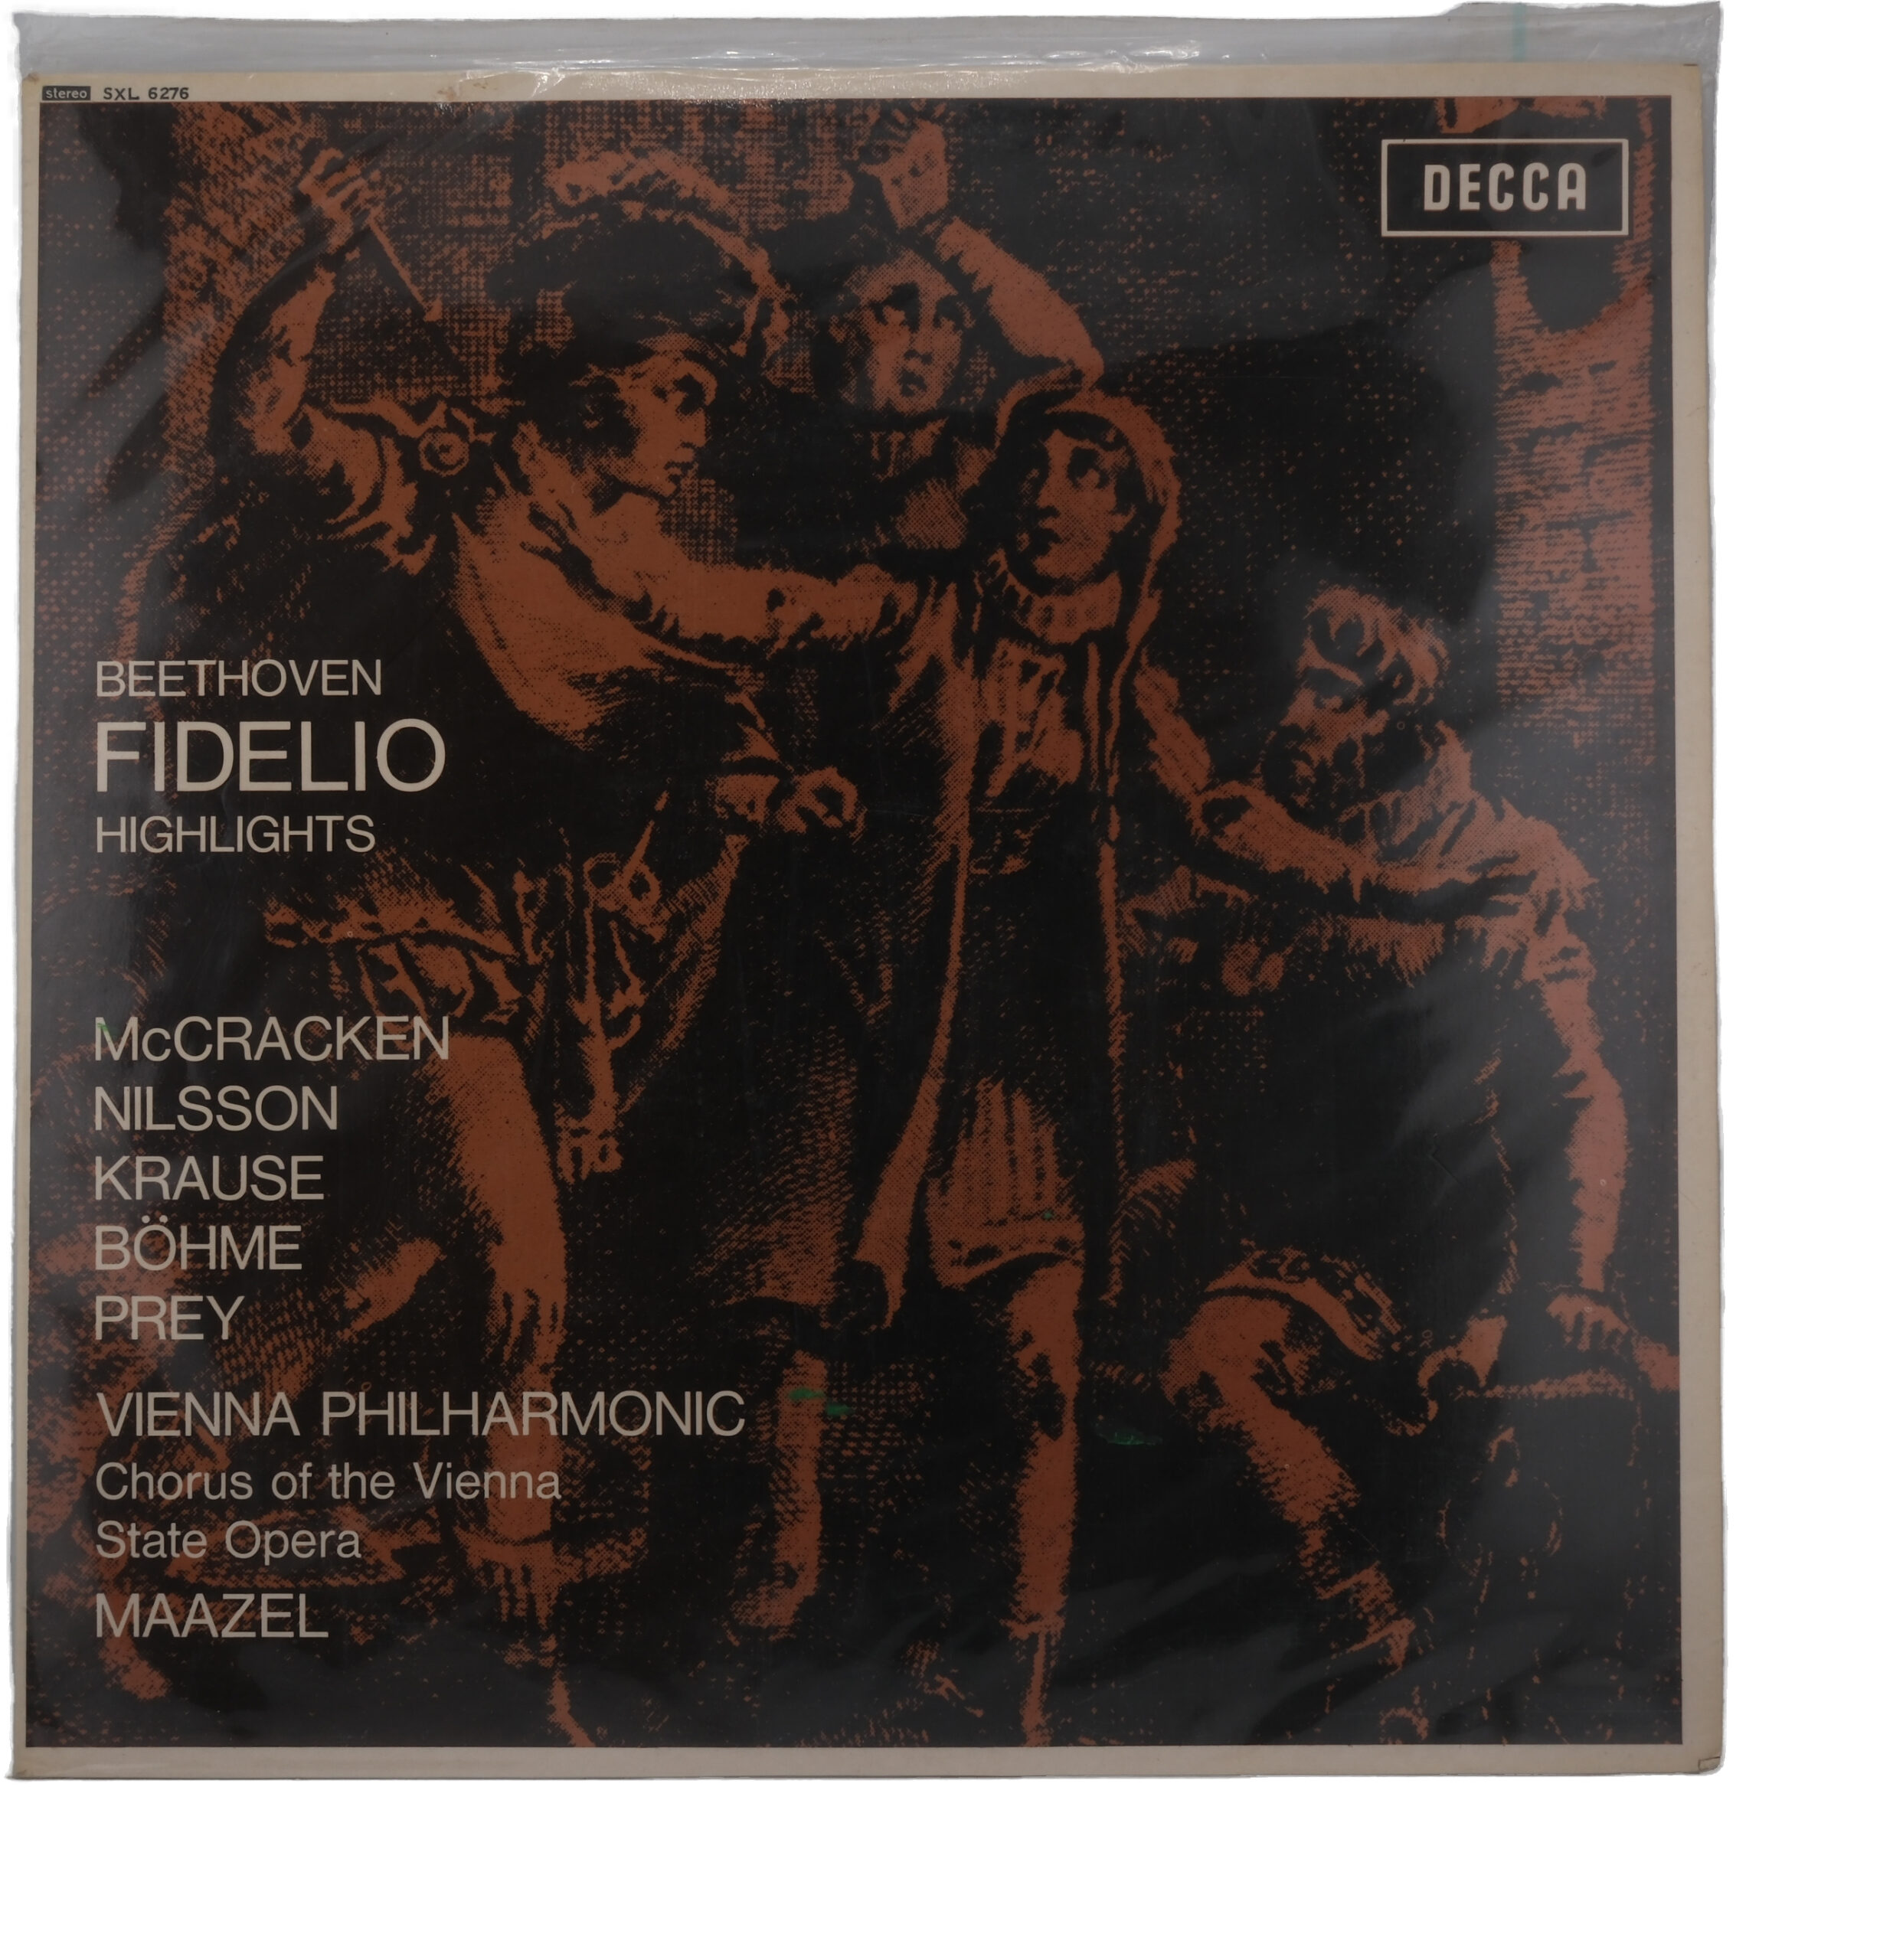 stereo SXL 6276
DECCA
BEETHOVEN
FIDELIO
HIGHLIGHTS
McCRACKEN
NILSSON
KRAUSE
BÖHME
PREY
VIENNA PHILHARMONIC
Chorus of the Vienna
State Opera
MAAZEL